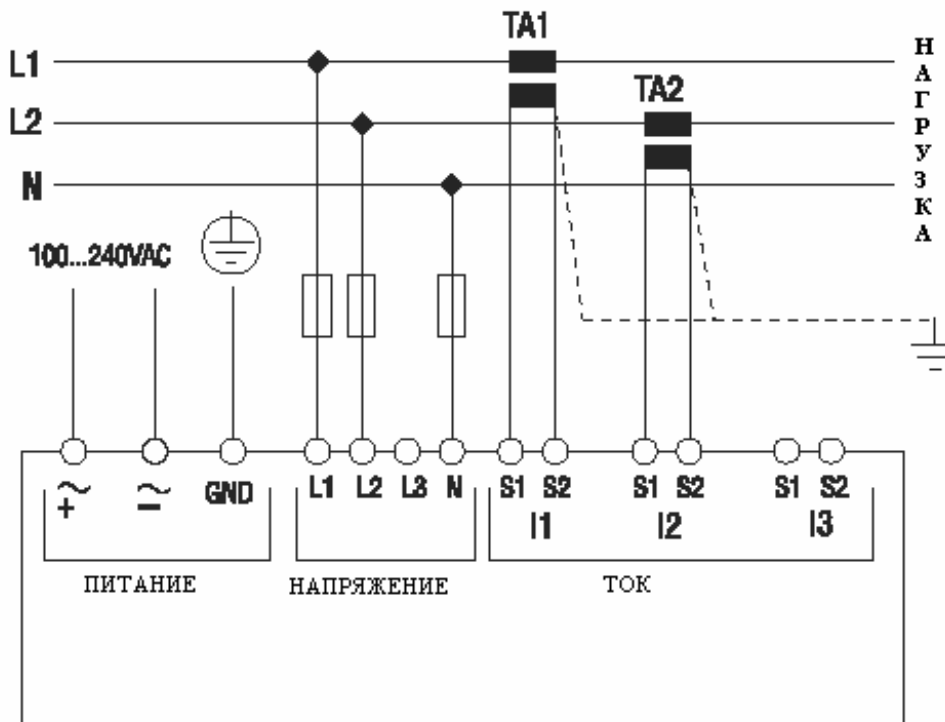 TA1
L1
TA2
L2
N
НАГРУЗКА
100...240VAC
~ + ~ − GND L1 L2 L3 N S1 S2 S1 S2 S1 S2
I1 I2 I3
ПИТАНИЕ НАПРЯЖЕНИЕ ТОК